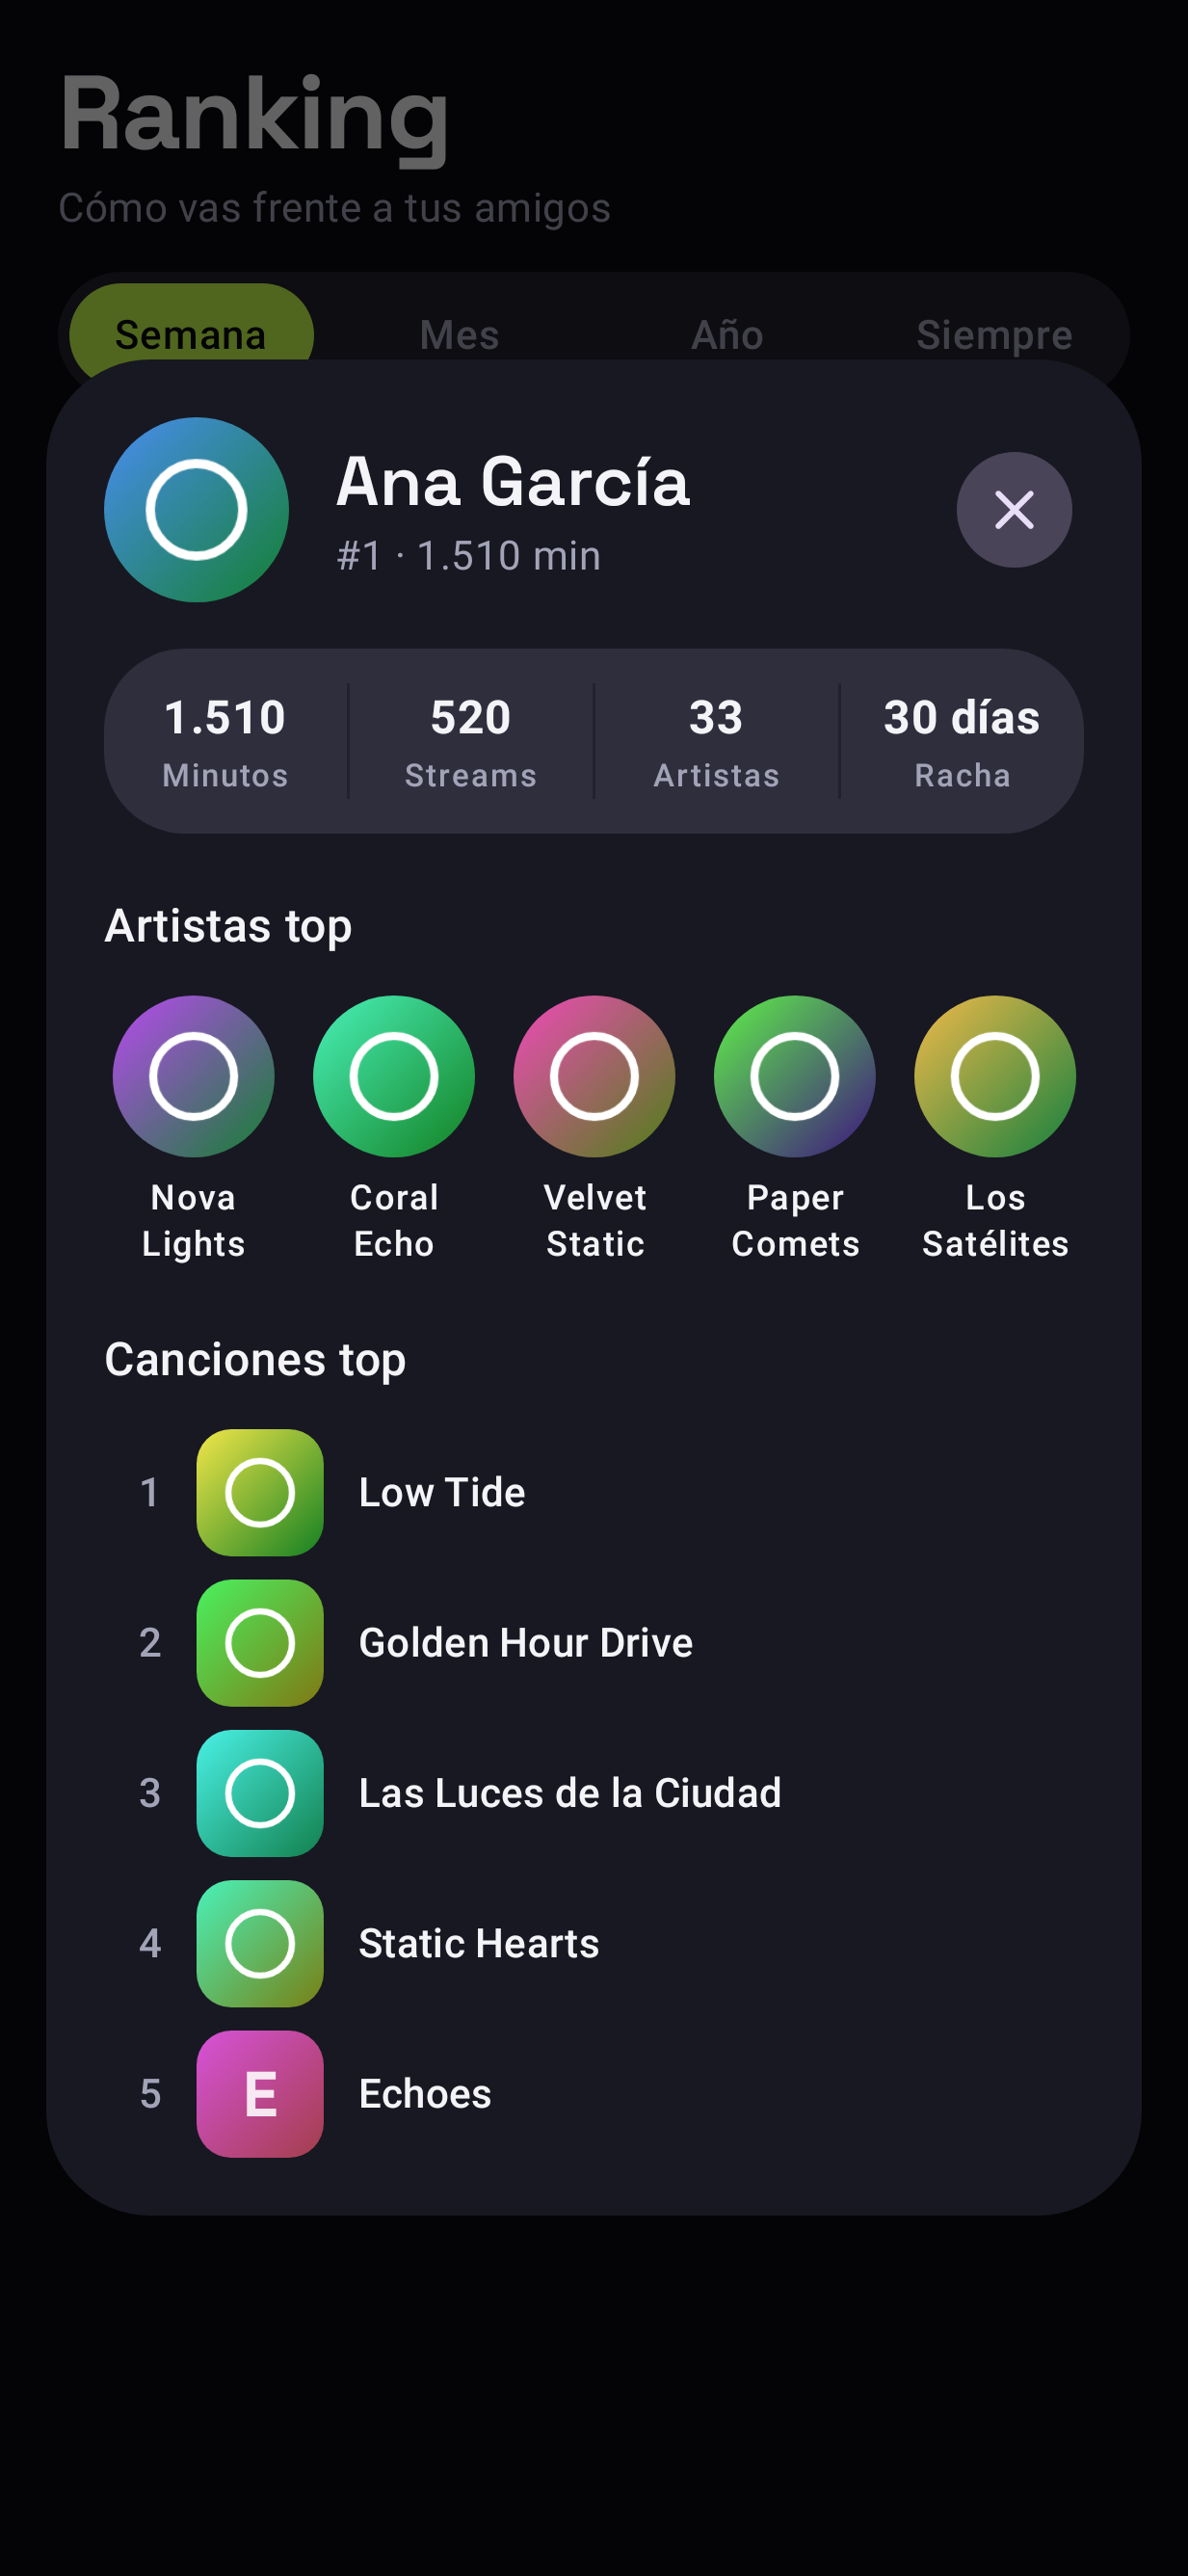 Ranking
Cómo vas frente a tus amigos
Semana Mes Año Siempre
Ana García
#1 · 1.510 min
1.510 520 33 30 días
Minutos Streams Artistas Racha
Artistas top
Nova Coral Velvet Paper Los
Lights Echo Static Comets Satélites
Canciones top
1 Low Tide
2 Golden Hour Drive
3 Las Luces de la Ciudad
4 Static Hearts
5 E Echoes